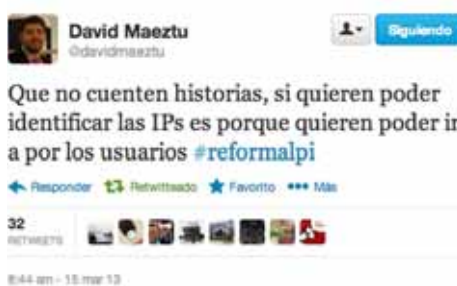 David Maeztu
@davidmaeztu
Siguiendo
Que no cuenten historias, si quieren poder
identificar las IPs es porque quieren poder ir
a por los usuarios #reformalpi
Responder Retwitteado Favorito Más
32
RETWEETS
8:44 am - 15 mar 13